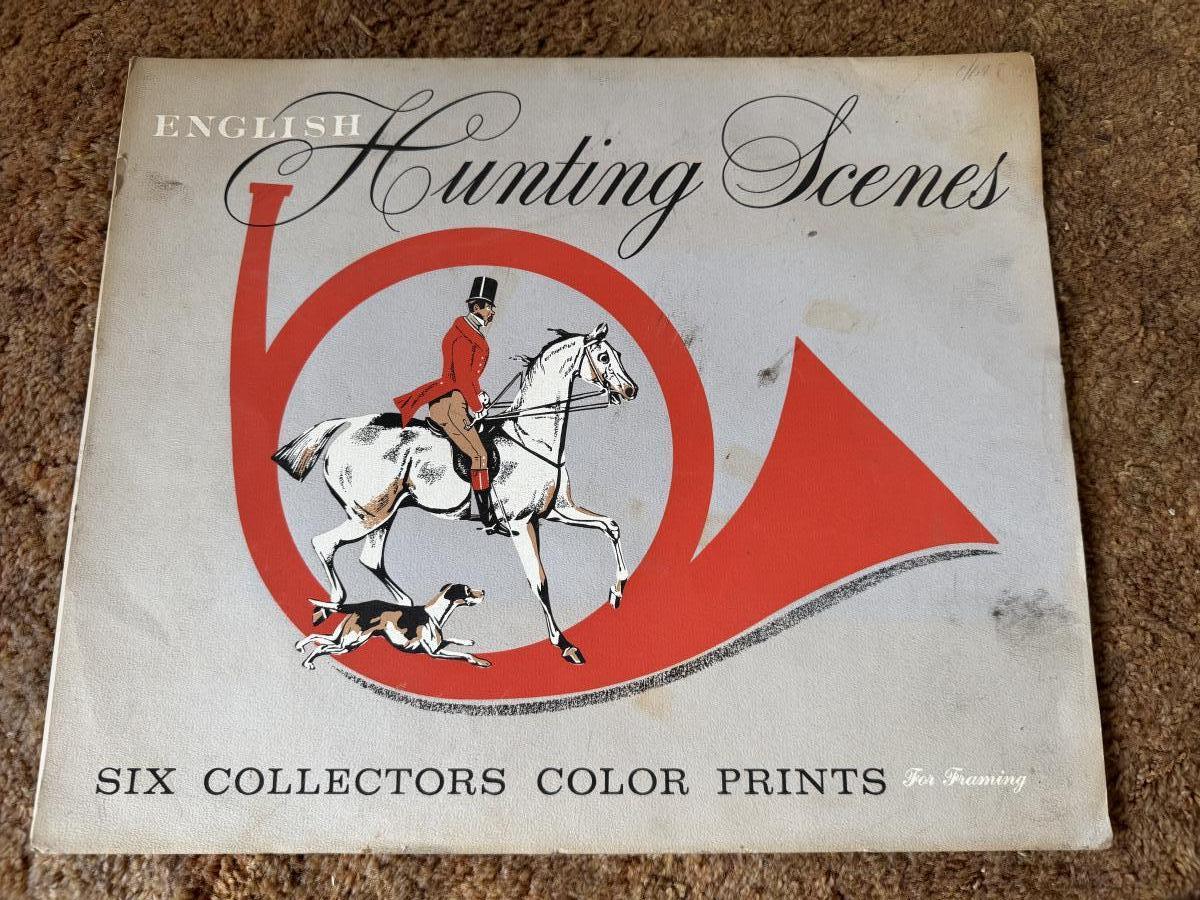 ENGLISH
Hunting Scenes
SIX COLLECTORS COLOR PRINTS For Framing